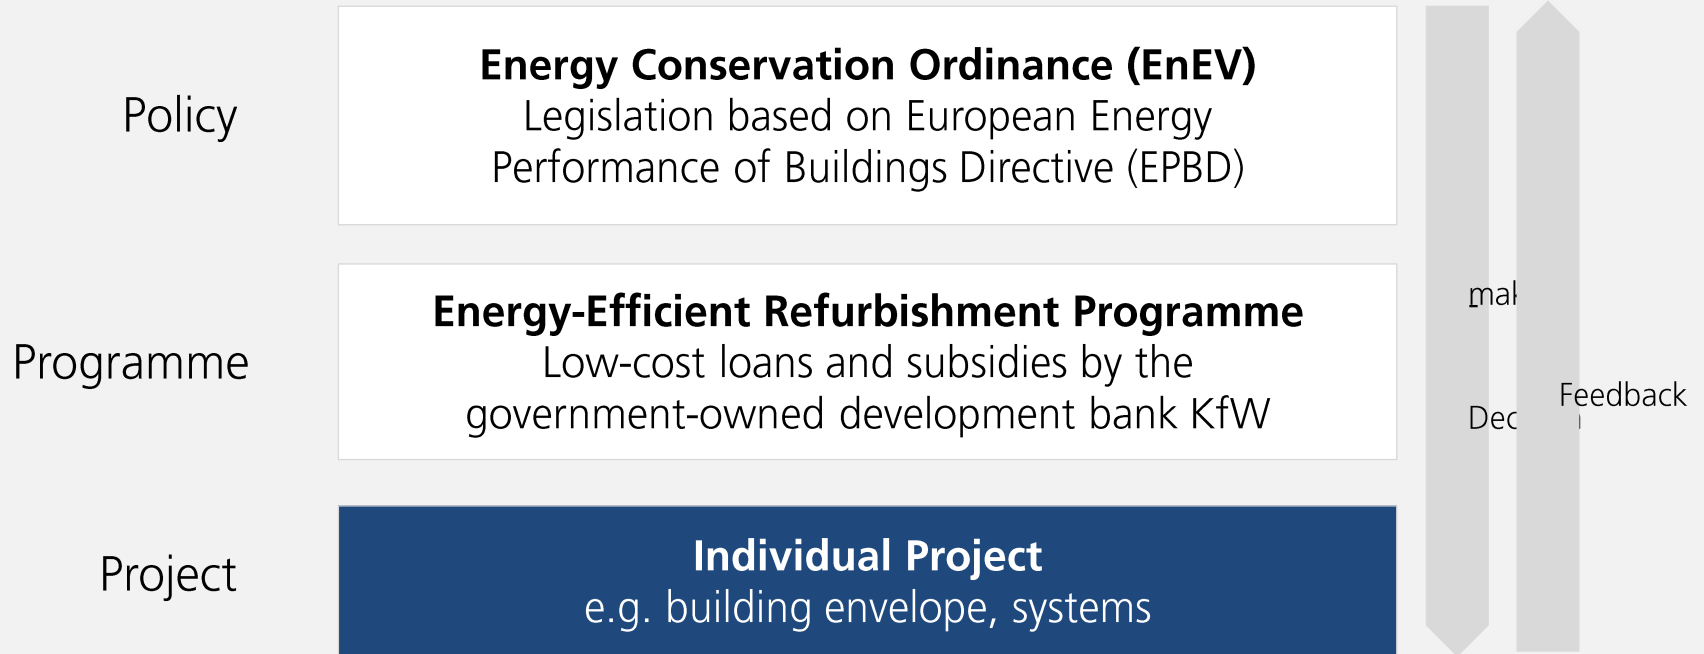 Policy
Energy Conservation Ordinance (EnEV)
Legislation based on European Energy
Performance of Buildings Directive (EPBD)
Programme
Energy-Efficient Refurbishment Programme
Low-cost loans and subsidies by the
government-owned development bank KfW
Project
Individual Project
e.g. building envelope, systems
Feedback